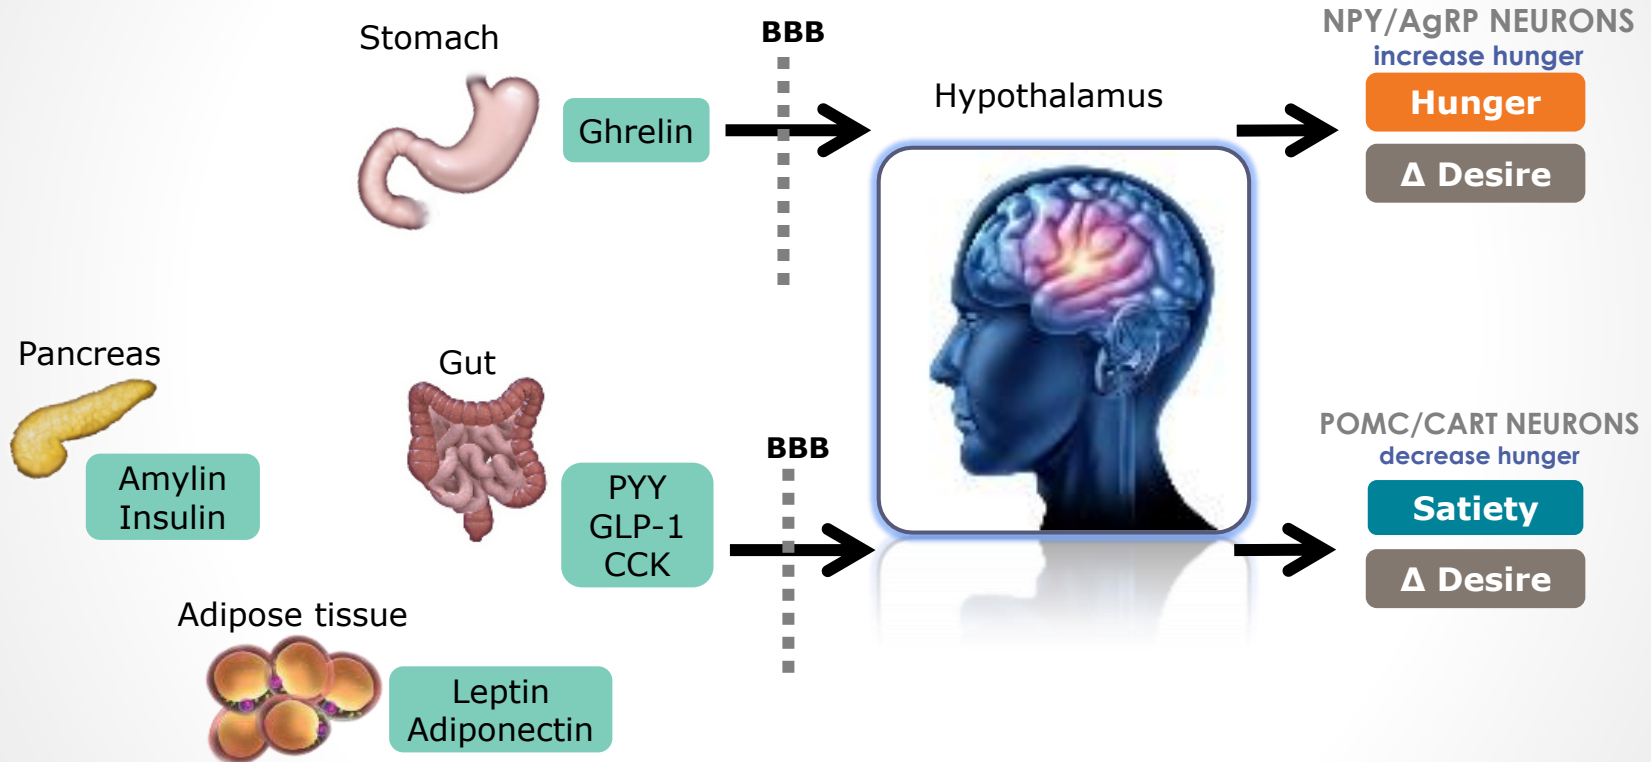 Stomach
Ghrelin
BBB
Hypothalamus
NPY/AgRP NEURONS
increase hunger
Hunger
Δ Desire
Pancreas
Amylin
Insulin
Gut
PYY
GLP-1
CCK
BBB
Adipose tissue
Leptin
Adiponectin
POMC/CART NEURONS
decrease hunger
Satiety
Δ Desire